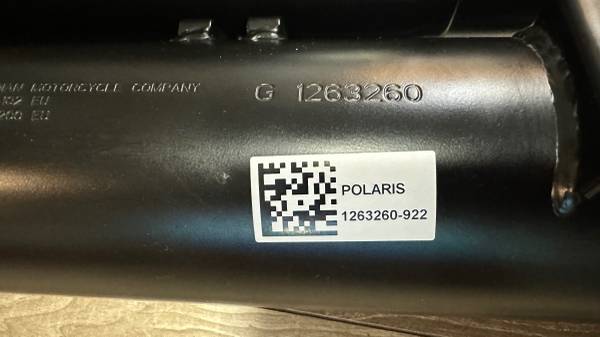 MOTORCYCLE COMPANY
EU
EU
G 1263260
POLARIS
1263260-922